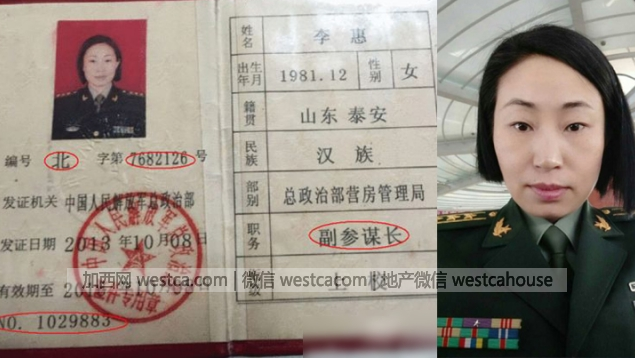 编号 北 字第 7682126 号
发证机关 中国人民解放军总政治部
发证日期 2013年10月08日
有效期至
NO. 1029883
姓名 李惠
出生年月 1981.12 性别 女
籍贯 山东 泰安
民族 汉族
部别 总政治部营房管理局
职务 副参谋长
上校
加西网 westca.com | 微信 westcacom 地产微信 westcahouse